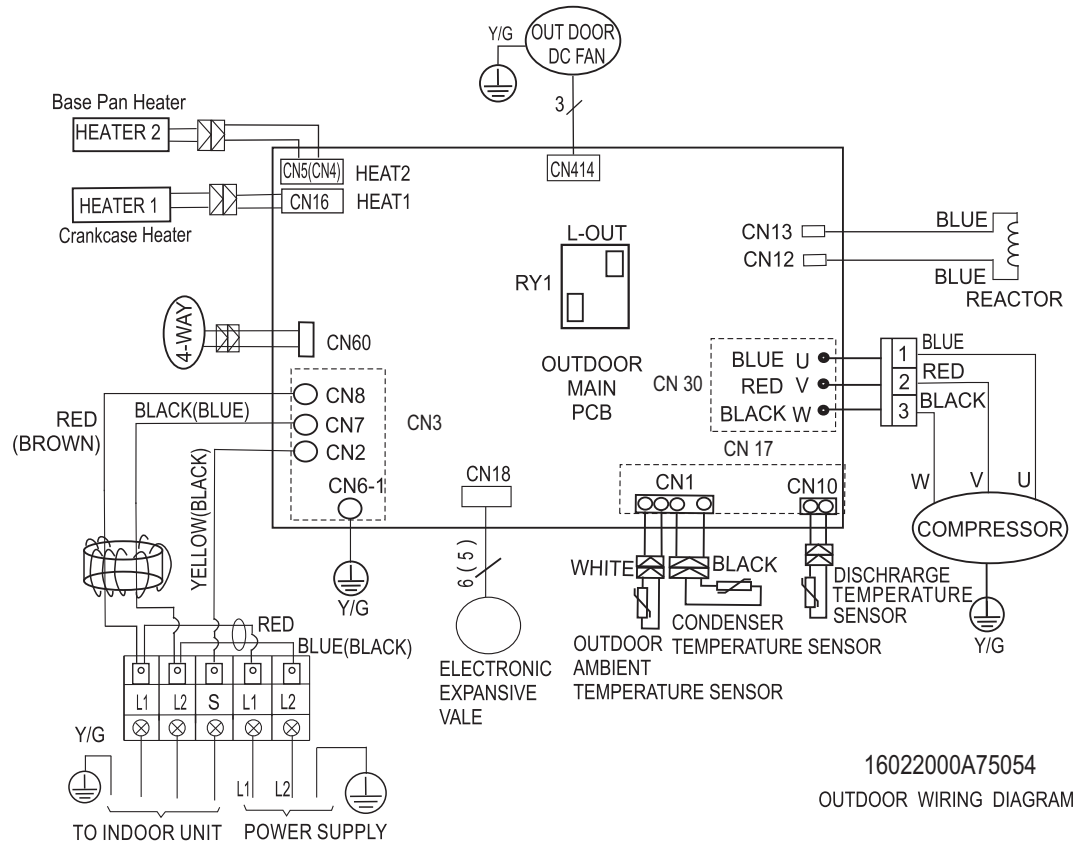 Y/G
OUT DOOR
DC FAN
3
Base Pan Heater
HEATER 2
CN5(CN4)
HEAT2
CN414
HEATER 1
CN16
HEAT1
Crankcase Heater
L-OUT
RY1
CN13
BLUE
CN12
BLUE
REACTOR
4-WAY
CN60
OUTDOOR
MAIN
PCB
CN 30
BLUE U
RED V
BLACK W
1
2
3
BLUE
RED
BLACK
CN 17
RED
(BROWN)
BLACK(BLUE)
YELLOW(BLACK)
CN8
CN7
CN2
CN3
CN6-1
CN18
6 (5)
CN1
CN10
W
V
U
COMPRESSOR
Y/G
Y/G
WHITE
BLACK
DISCHRARGE
TEMPERATURE
SENSOR
CONDENSER
TEMPERATURE SENSOR
OUTDOOR
AMBIENT
TEMPERATURE SENSOR
ELECTRONIC
EXPANSIVE
VALE
RED
BLUE(BLACK)
L1
L2
S
L1
L2
Y/G
L1
L2
TO INDOOR UNIT
POWER SUPPLY
16022000A75054
OUTDOOR WIRING DIAGRAM